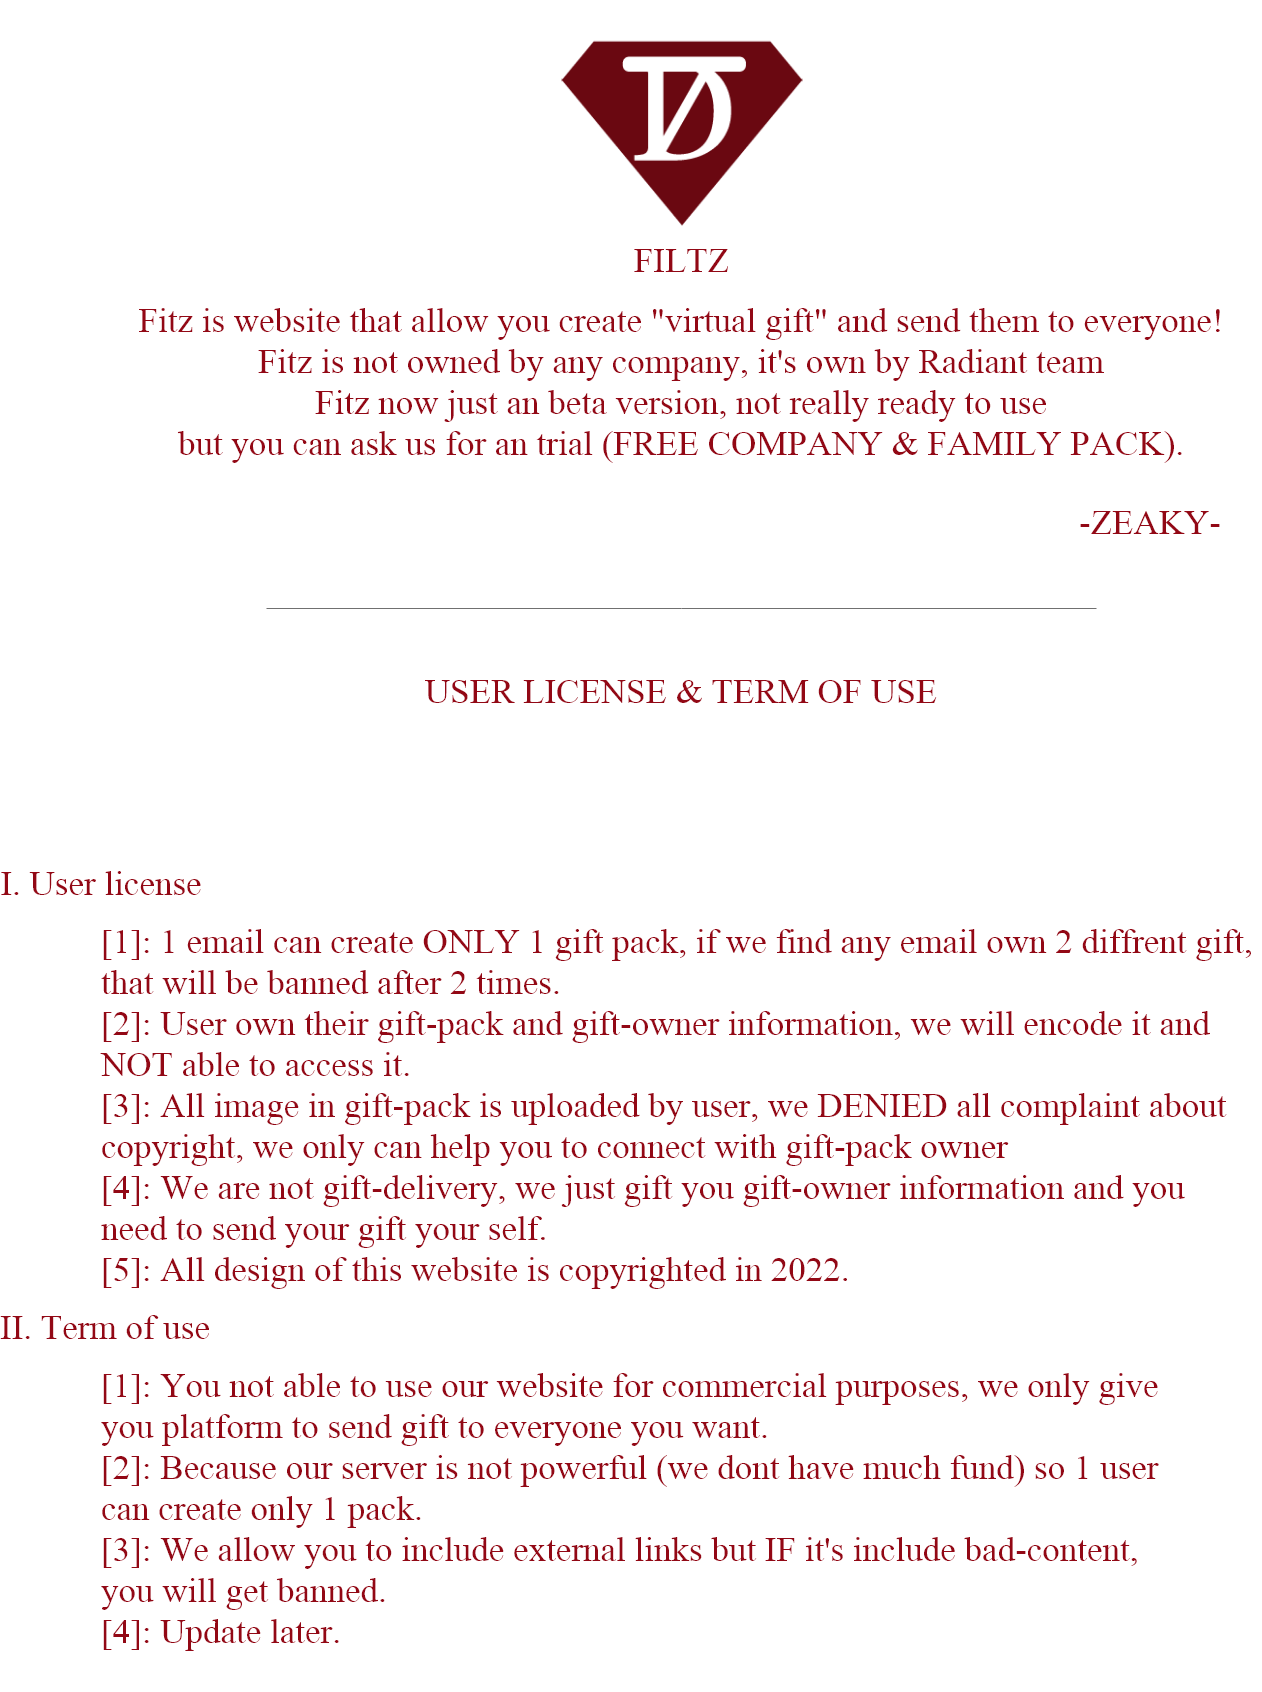 FILTZ
Fitz is website that allow you create "virtual gift" and send them to everyone!
Fitz is not owned by any company, it's own by Radiant team
Fitz now just an beta version, not really ready to use
but you can ask us for an trial (FREE COMPANY & FAMILY PACK).
-ZEAKY-
USER LICENSE & TERM OF USE
I. User license
[1]: 1 email can create ONLY 1 gift pack, if we find any email own 2 diffrent gift,
that will be banned after 2 times.
[2]: User own their gift-pack and gift-owner information, we will encode it and
NOT able to access it.
[3]: All image in gift-pack is uploaded by user, we DENIED all complaint about
copyright, we only can help you to connect with gift-pack owner
[4]: We are not gift-delivery, we just gift you gift-owner information and you
need to send your gift your self.
[5]: All design of this website is copyrighted in 2022.
II. Term of use
[1]: You not able to use our website for commercial purposes, we only give
you platform to send gift to everyone you want.
[2]: Because our server is not powerful (we dont have much fund) so 1 user
can create only 1 pack.
[3]: We allow you to include external links but IF it's include bad-content,
you will get banned.
[4]: Update later.